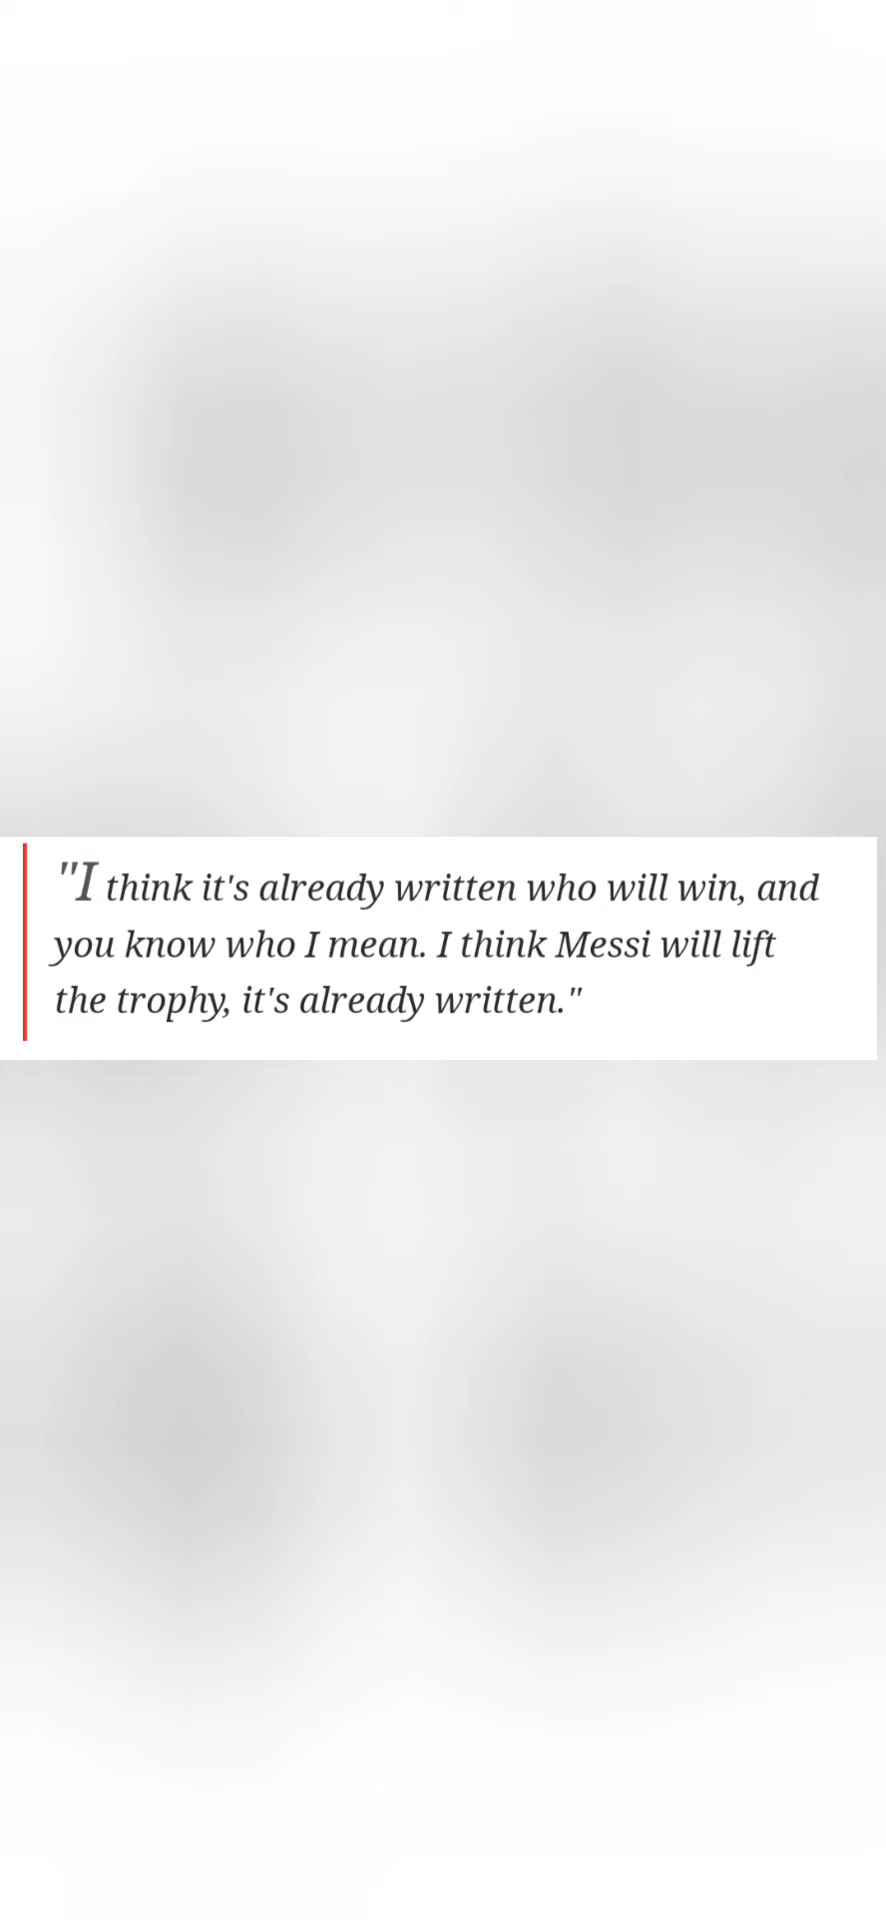 "I think it's already written who will win, and
you know who I mean. I think Messi will lift
the trophy, it's already written."